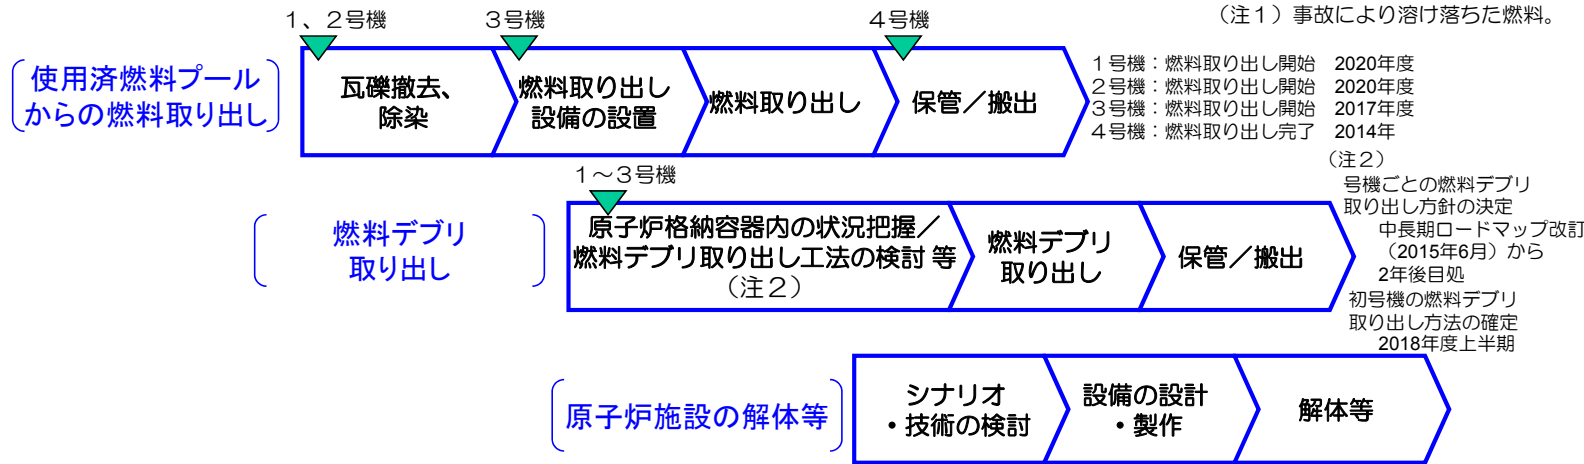 １、２号機
３号機
４号機
（注１）事故により溶け落ちた燃料。
使用済燃料プール
からの燃料取り出し
瓦礫撤去、
除染
燃料取り出し
設備の設置
燃料取り出し
保管／搬出
１号機：燃料取り出し開始　2020年度
２号機：燃料取り出し開始　2020年度
３号機：燃料取り出し開始　2017年度
４号機：燃料取り出し完了　2014年
１～３号機
燃料デブリ
取り出し
原子炉格納容器内の状況把握／
燃料デブリ取り出し工法の検討 等
（注２）
燃料デブリ
取り出し
保管／搬出
（注２）
号機ごとの燃料デブリ
取り出し方針の決定
中長期ロードマップ改訂
（2015年6月）から
2年後目処
初号機の燃料デブリ
取り出し方法の確定
2018年度上半期
原子炉施設の解体等
シナリオ
・技術の検討
設備の設計
・製作
解体等